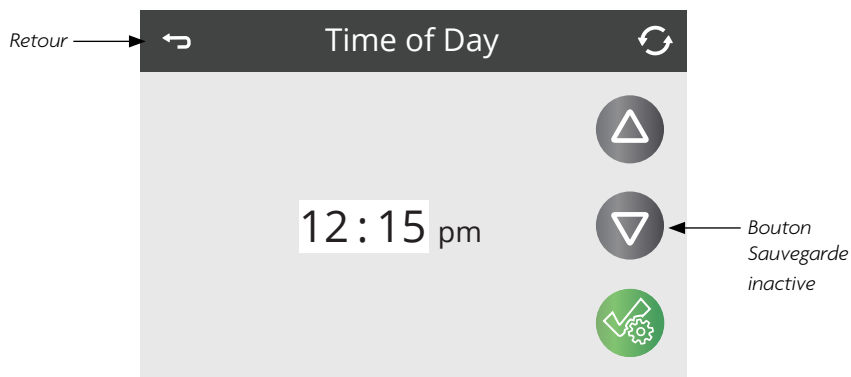 Retour
Time of Day
12:15 pm
Bouton
Sauvegarde
inactive